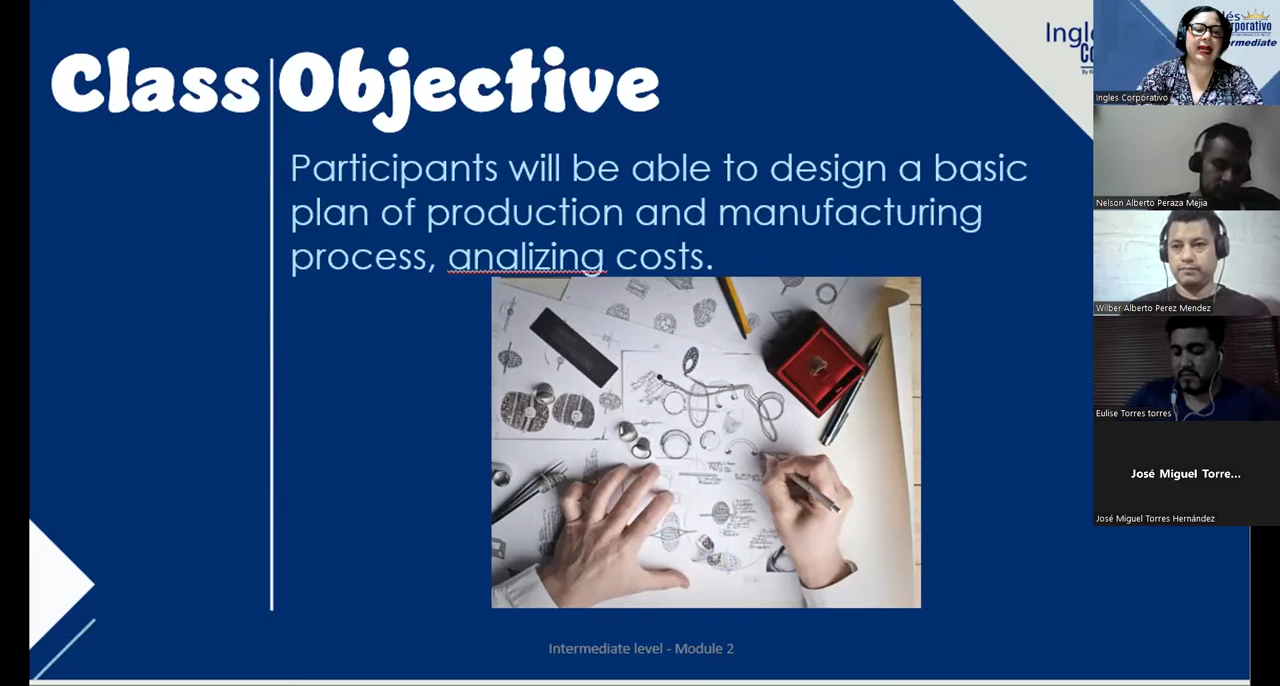 Class Objective
Participants will be able to design a basic
plan of production and manufacturing
process, analizing costs.
Intermediate level - Module 2
Ingles Corporativo
Nelson Alberto Peraza Mejia
Wilber Alberto Perez Mendez
Eulise Torres torres
José Miguel Torre...
José Miguel Torres Hernández